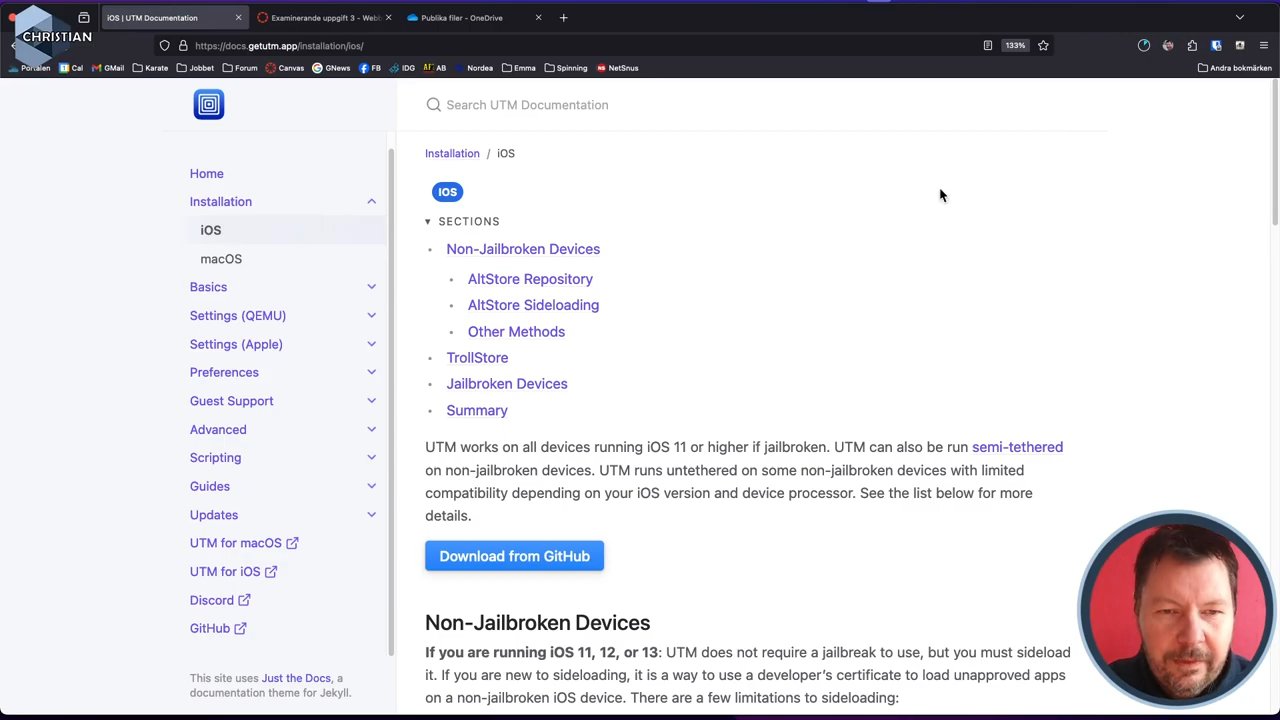 iOS | UTM Documentation
Examinerande uppgift 3 - Webb
Publika filer - OneDrive
CHRISTIAN
https://docs.getutm.app/installation/ios/
133%
Portalen
Cal
GMail
Karate
Jobbet
Forum
Canvas
GNews
FB
IDG
AB
Nordea
Emma
Spinning
NetSnus
Andra bokmärken
Search UTM Documentation
Home
Installation
iOS
macOS
Basics
Settings (QEMU)
Settings (Apple)
Preferences
Guest Support
Advanced
Scripting
Guides
Updates
UTM for macOS
UTM for iOS
Discord
GitHub
This site uses Just the Docs, a
documentation theme for Jekyll.
Installation / iOS
IOS
SECTIONS
Non-Jailbroken Devices
AltStore Repository
AltStore Sideloading
Other Methods
TrollStore
Jailbroken Devices
Summary
UTM works on all devices running iOS 11 or higher if jailbroken. UTM can also be run semi-tethered
on non-jailbroken devices. UTM runs untethered on some non-jailbroken devices with limited
compatibility depending on your iOS version and device processor. See the list below for more
details.
Download from GitHub
Non-Jailbroken Devices
If you are running iOS 11, 12, or 13: UTM does not require a jailbreak to use, but you must sideload
it. If you are new to sideloading, it is a way to use a developer's certificate to load unapproved apps
on a non-jailbroken iOS device. There are a few limitations to sideloading: